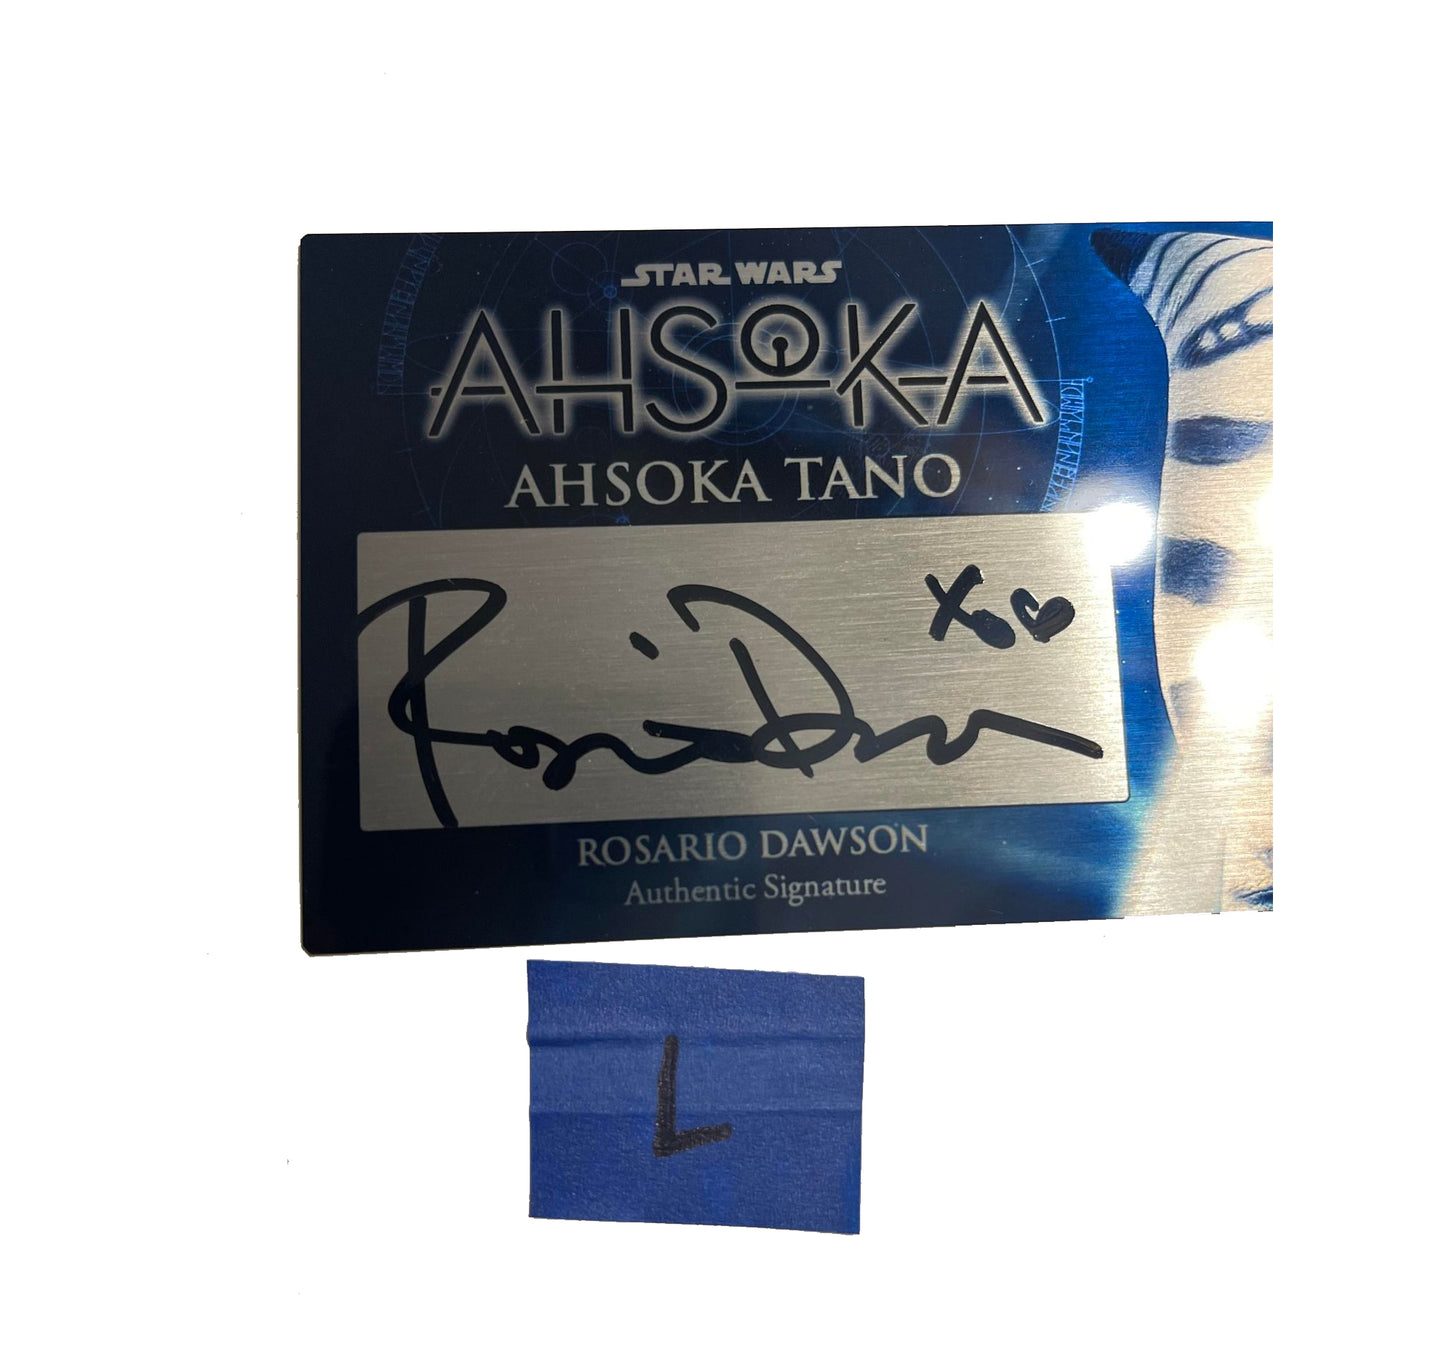 STAR WARS
AHSOKA
AHSOKA TANO
Xo
ROSARIO DAWSON
Authentic Signature
L